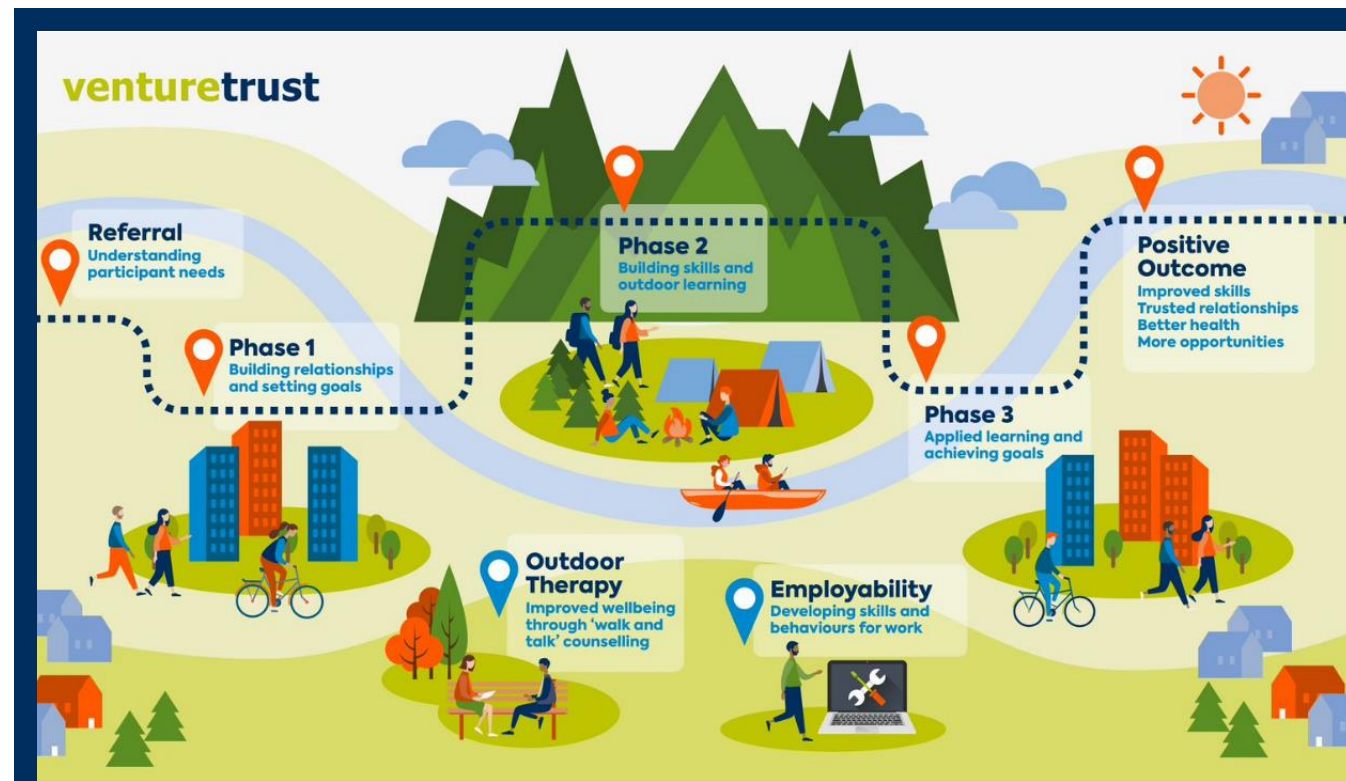 venturetrust
Referral
Understanding
participant needs
Phase 1
Building relationships
and setting goals
Phase 2
Building skills and
outdoor learning
Phase 3
Applied learning and
achieving goals
Positive
Outcome
Improved skills
Trusted relationships
Better health
More opportunities
Outdoor
Therapy
Improved wellbeing
through ‘walk and
talk’ counselling
Employability
Developing skills and
behaviours for work